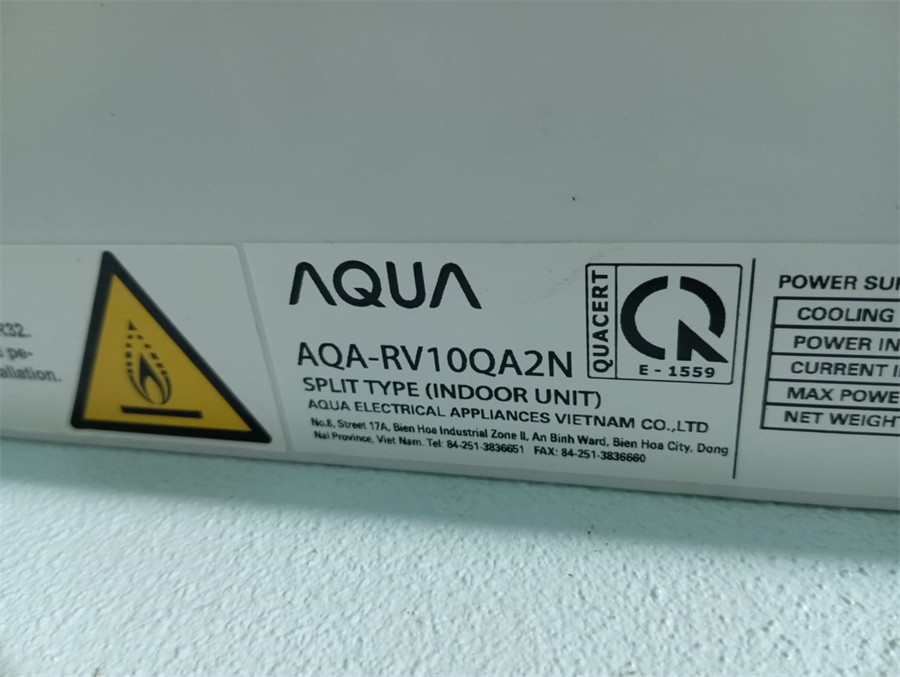 R32.
pe-
allation.
AQUA
AQA-RV10QA2N
SPLIT TYPE (INDOOR UNIT)
AQUA ELECTRICAL APPLIANCES VIETNAM CO.,LTD
No.8, Street 17A, Bien Hoa Industrial Zone II, An Binh Ward, Bien Hoa City, Dong
Nai Province, Viet Nam. Tel: 84-251-3836651 FAX: 84-251-3836660
QUACERT
E - 1559
POWER SUP
COOLING
POWER IN
CURRENT I
MAX POWE
NET WEIGHT